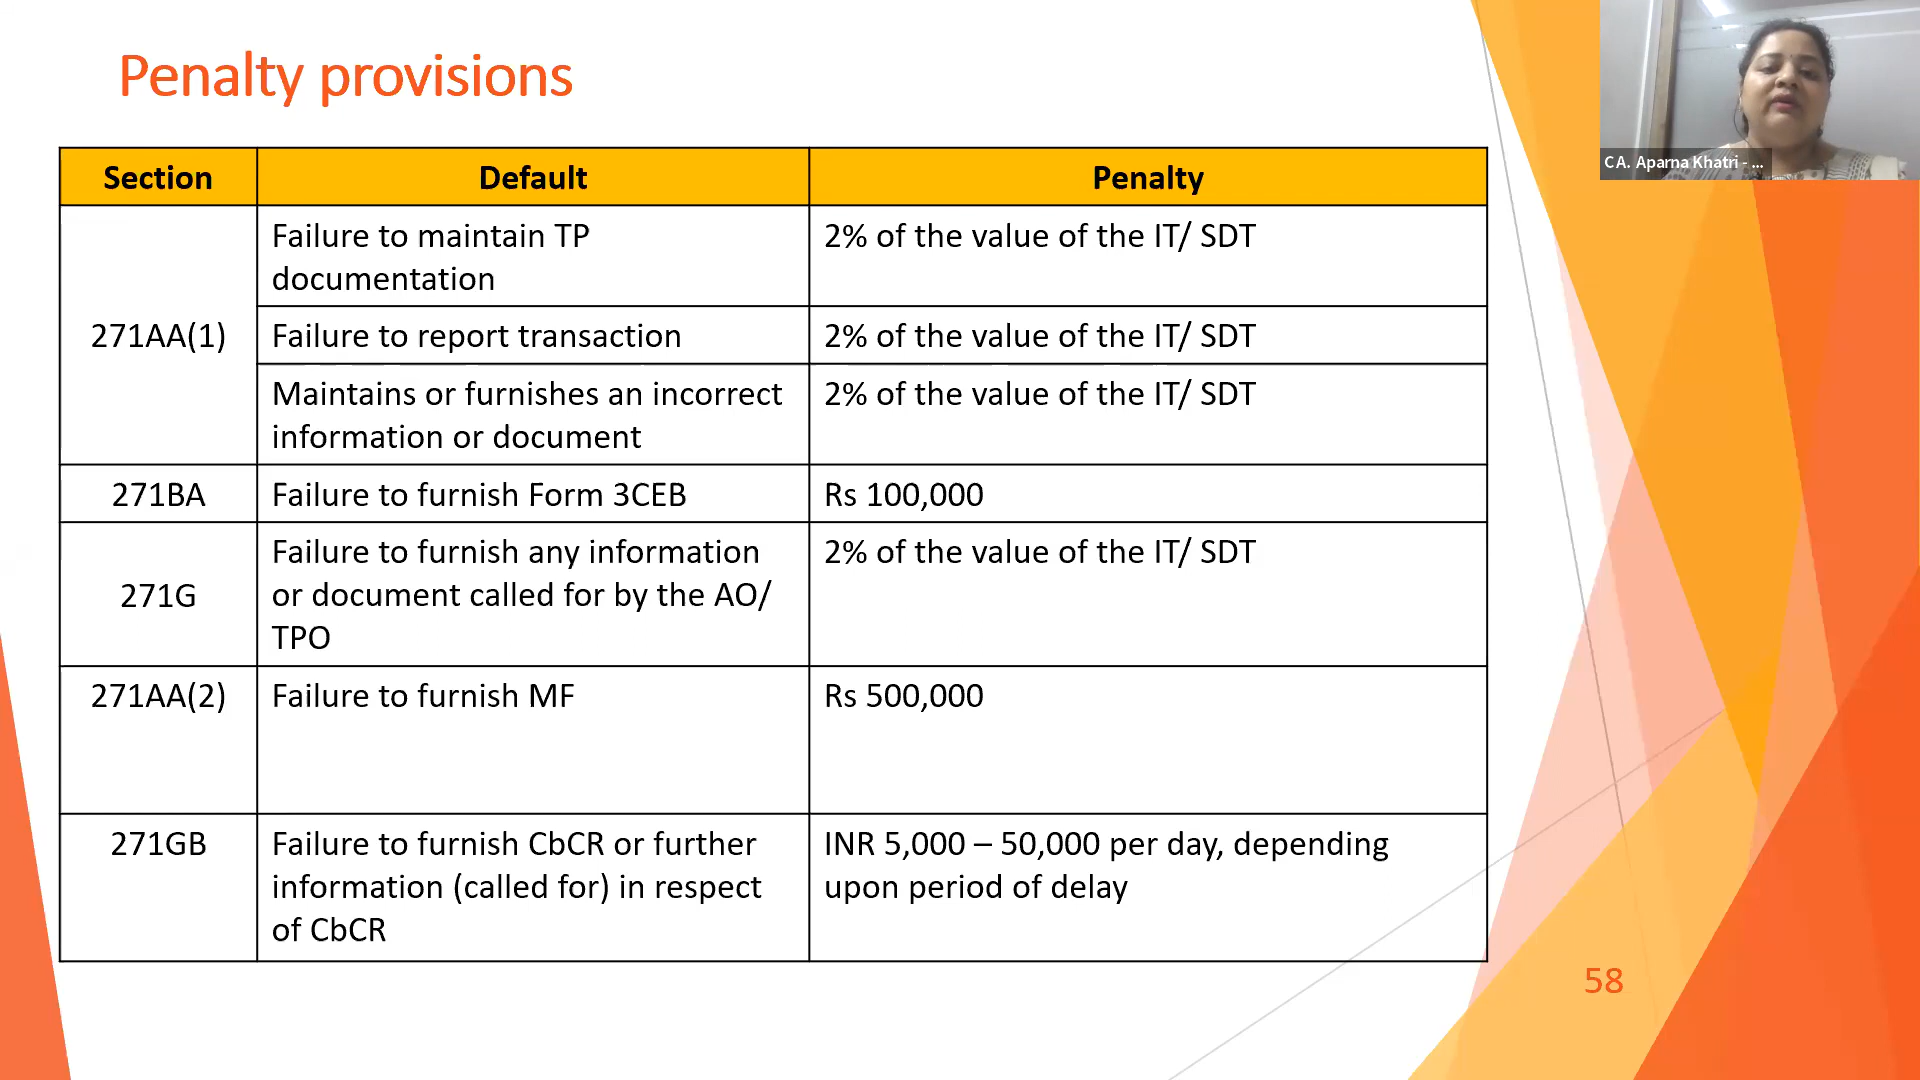 Penalty provisions
CA. Aparna Khatri - ...
Section Default Penalty
271AA(1)
Failure to maintain TP
documentation
2% of the value of the IT/ SDT
Failure to report transaction
2% of the value of the IT/ SDT
Maintains or furnishes an incorrect
information or document
2% of the value of the IT/ SDT
271BA
Failure to furnish Form 3CEB
Rs 100,000
271G
Failure to furnish any information
or document called for by the AO/
TPO
2% of the value of the IT/ SDT
271AA(2)
Failure to furnish MF
Rs 500,000
271GB
Failure to furnish CbCR or further
information (called for) in respect
of CbCR
INR 5,000 – 50,000 per day, depending
upon period of delay
58